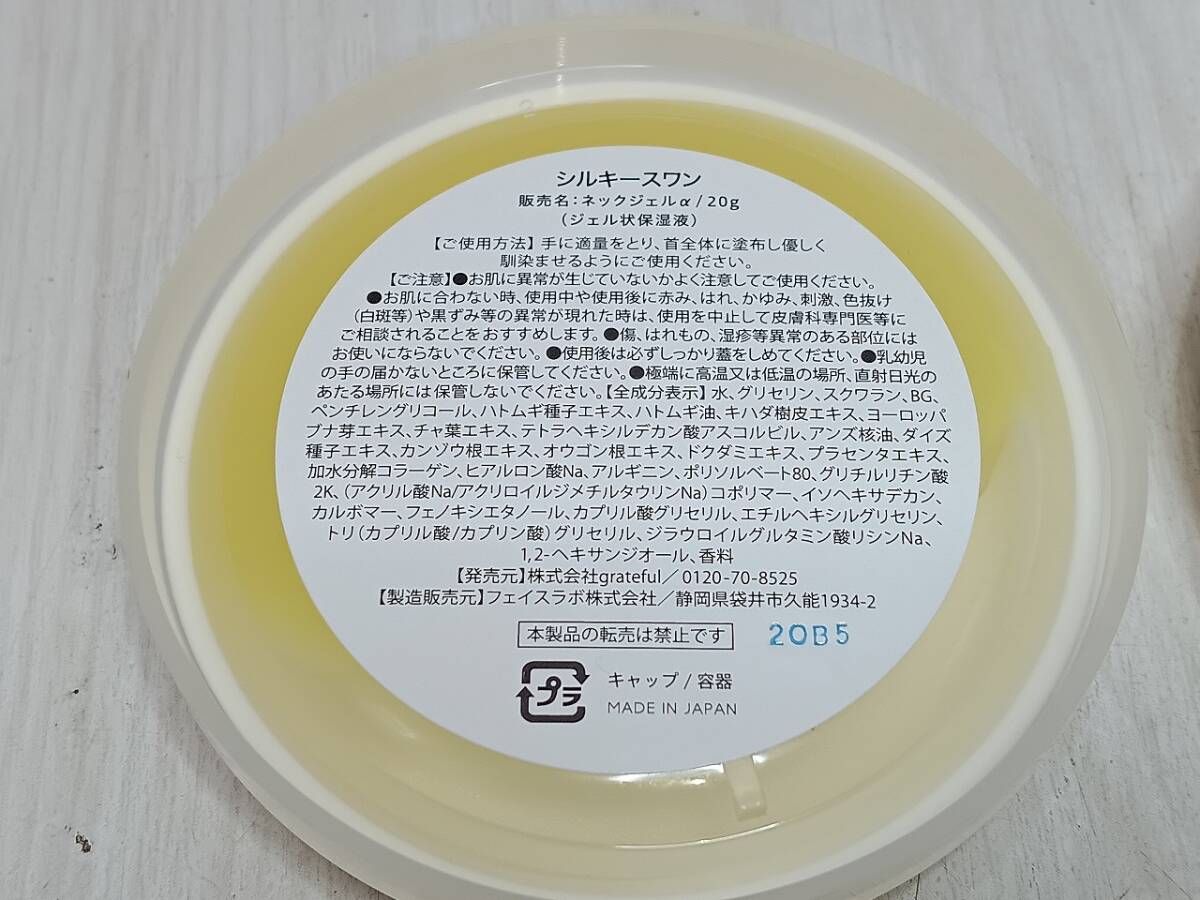 シルキースワン
販売名：ネックジェルα/20g
（ジェル状保湿液）
【ご使用方法】手に適量をとり、首全体に塗布し優しく
馴染ませるようにご使用ください。
【ご注意】●お肌に異常が生じていないかよく注意してご使用ください。
●お肌に合わない時、使用中や使用後に赤み、はれ、かゆみ、刺激、色抜け
（白斑等）や黒ずみ等の異常が現れた時は、使用を中止して皮膚科専門医等に
ご相談されることをおすすめします。●傷、はれもの、湿疹等異常のある部位には
お使いにならないでください。●使用後は必ずしっかり蓋をしめてください。●乳幼児
の手の届かないところに保管してください。●極端に高温又は低温の場所、直射日光の
あたる場所には保管しないでください。【全成分表示】水、グリセリン、スクワラン、BG、
ペンチレングリコール、ハトムギ種子エキス、ハトムギ油、キハダ樹皮エキス、ヨーロッパ
ブナ芽エキス、チャ葉エキス、テトラヘキシルデカン酸アスコルビル、アンズ核油、ダイズ
種子エキス、カンゾウ根エキス、オウゴン根エキス、ドクダミエキス、プラセンタエキス、
加水分解コラーゲン、ヒアルロン酸Na、アルギニン、ポリソルベート80、グリチルリチン酸
2K、（アクリル酸Na/アクリロイルジメチルタウリンNa）コポリマー、イソヘキサデカン、
カルボマー、フェノキシエタノール、カプリル酸グリセリル、エチルヘキシルグリセリン、
トリ（カプリル酸/カプリン酸）グリセリル、ジラウロイルグルタミン酸リシンNa、
1,2-ヘキサンジオール、香料
【発売元】株式会社grateful／0120-70-8525
【製造販売元】フェイスラボ株式会社／静岡県袋井市久能1934-2
本製品の転売は禁止です 20B5
プラ キャップ/容器
MADE IN JAPAN